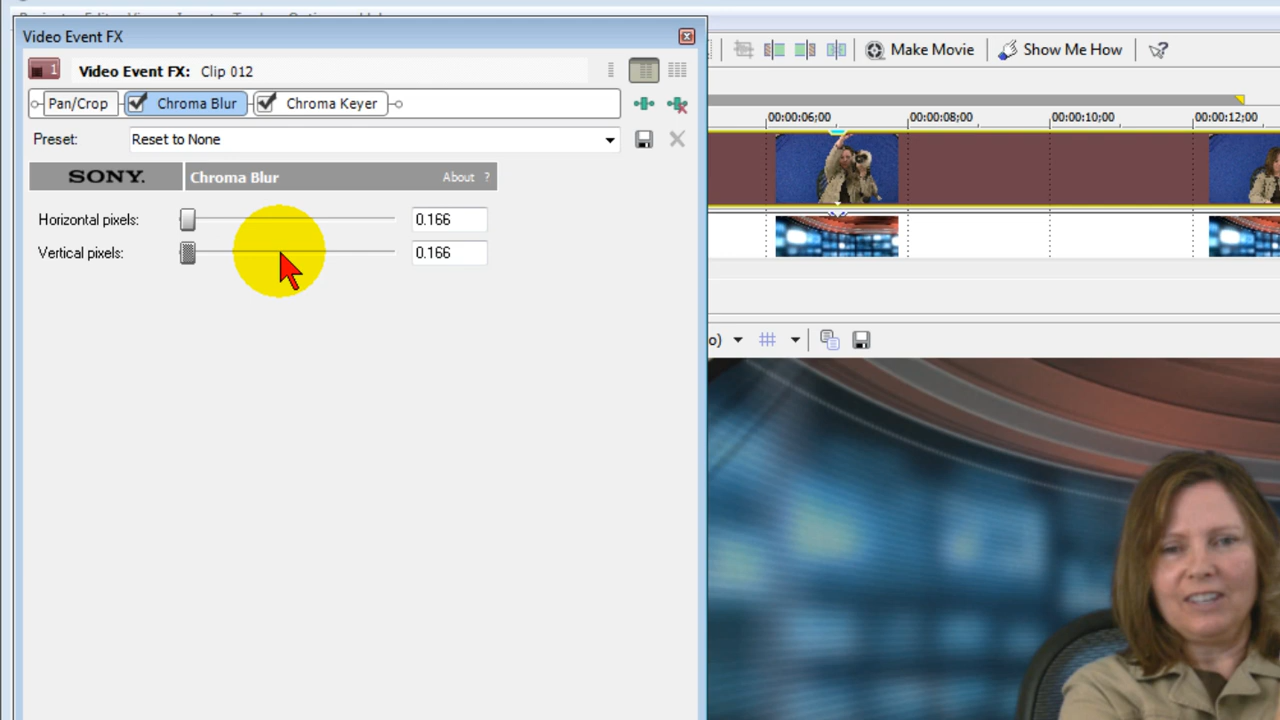 Video Event FX
1 Video Event FX: Clip 012
Make Movie Show Me How
Pan/Crop Chroma Blur Chroma Keyer
00:00:06;00 00:00:08;00 00:00:10;00 00:00:12;00
Preset: Reset to None
SONY. Chroma Blur About ?
Horizontal pixels: 0.166
Vertical pixels: 0.166
o)